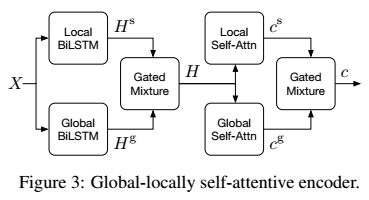 Local
BiLSTM
H^s
Local
Self-Attn
c^s
X
Gated
Mixture
H
Gated
Mixture
c
Global
BiLSTM
H^g
Global
Self-Attn
c^g
Figure 3: Global-locally self-attentive encoder.